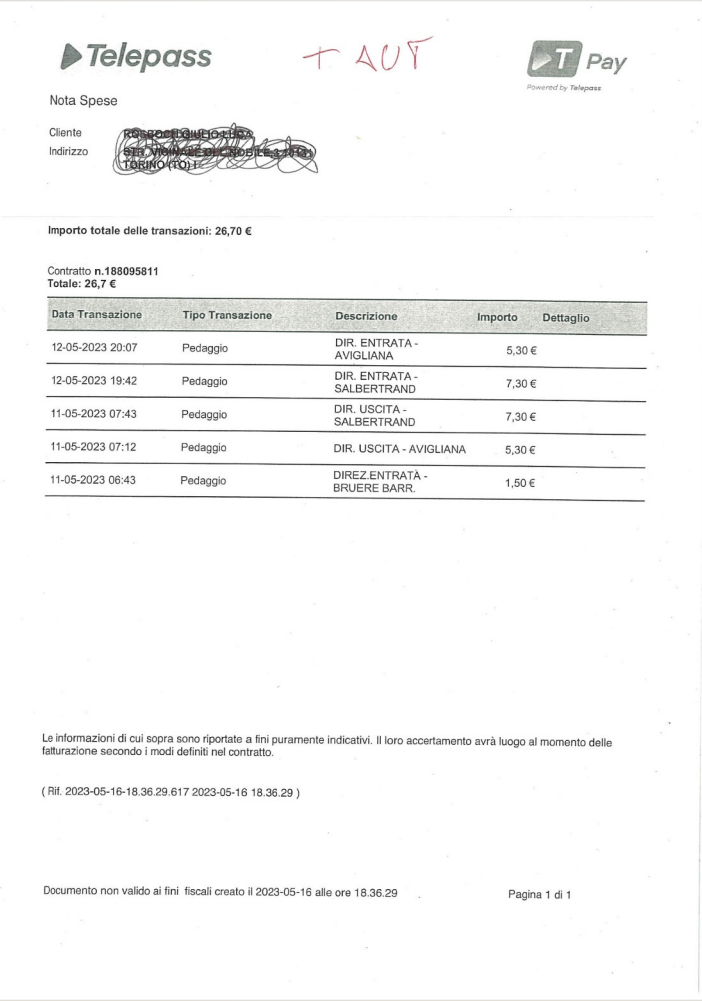 Telepass
+ AUT
T Pay
Powered by Telepass
Nota Spese
Cliente
Indirizzo
TORINO (TO)
Importo totale delle transazioni: 26,70 €
Contratto n.188095811
Totale: 26,7 €
Data Transazione Tipo Transazione Descrizione Importo Dettaglio
12-05-2023 20:07 Pedaggio DIR. ENTRATA - 5,30 €
AVIGLIANA
12-05-2023 19:42 Pedaggio DIR. ENTRATA - 7,30 €
SALBERTRAND
11-05-2023 07:43 Pedaggio DIR. USCITA - 7,30 €
SALBERTRAND
11-05-2023 07:12 Pedaggio DIR. USCITA - AVIGLIANA 5,30 €
11-05-2023 06:43 Pedaggio DIREZ.ENTRATÀ - 1,50 €
BRUERE BARR.
Le informazioni di cui sopra sono riportate a fini puramente indicativi. Il loro accertamento avrà luogo al momento delle
fatturazione secondo i modi definiti nel contratto.
( Rif. 2023-05-16-18.36.29.617 2023-05-16 18.36.29 )
Documento non valido ai fini fiscali creato il 2023-05-16 alle ore 18.36.29 Pagina 1 di 1